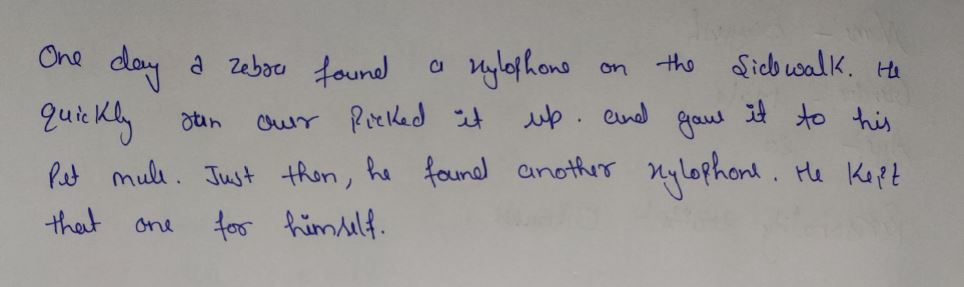 One day a zebra found a xylophone on the Sidewalk. He
quickly ran over Picked it up. and gave it to his
Pet mule. Just then, he found another xylophone. He Kept
that one for himself.